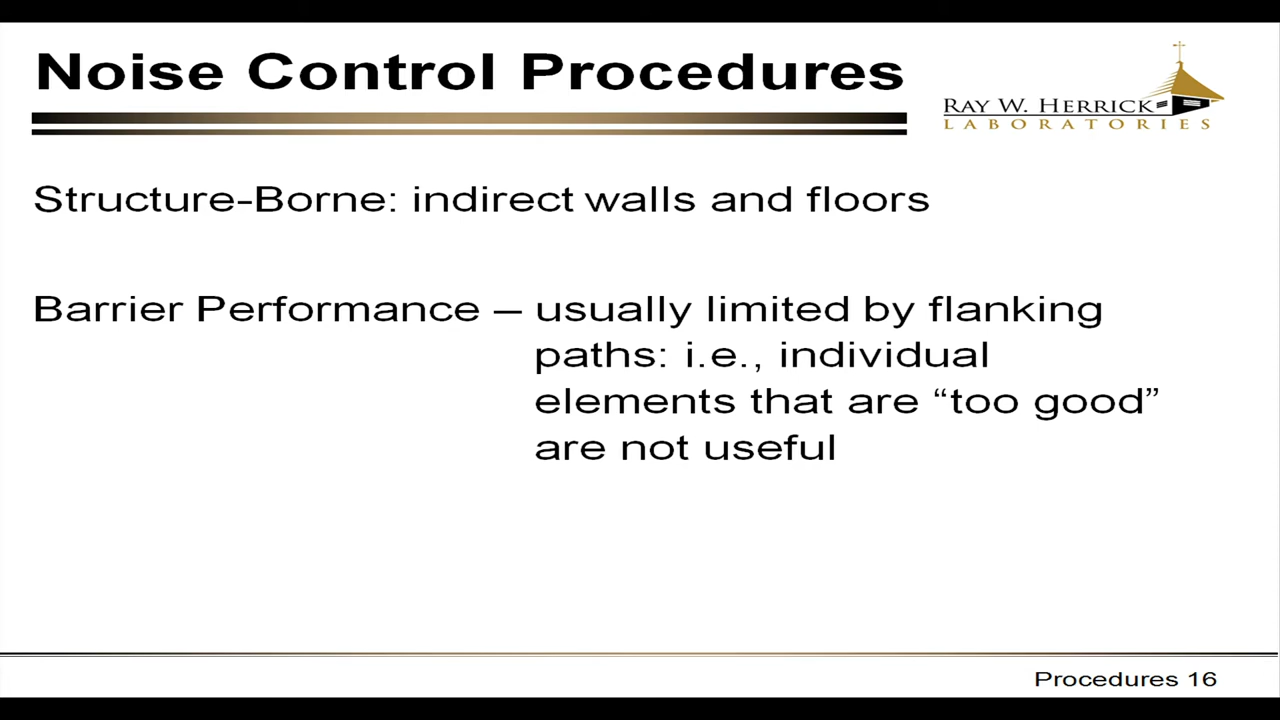 Noise Control Procedures
RAY W. HERRICK
LABORATORIES
Structure-Borne: indirect walls and floors
Barrier Performance – usually limited by flanking
paths: i.e., individual
elements that are “too good”
are not useful
Procedures 16